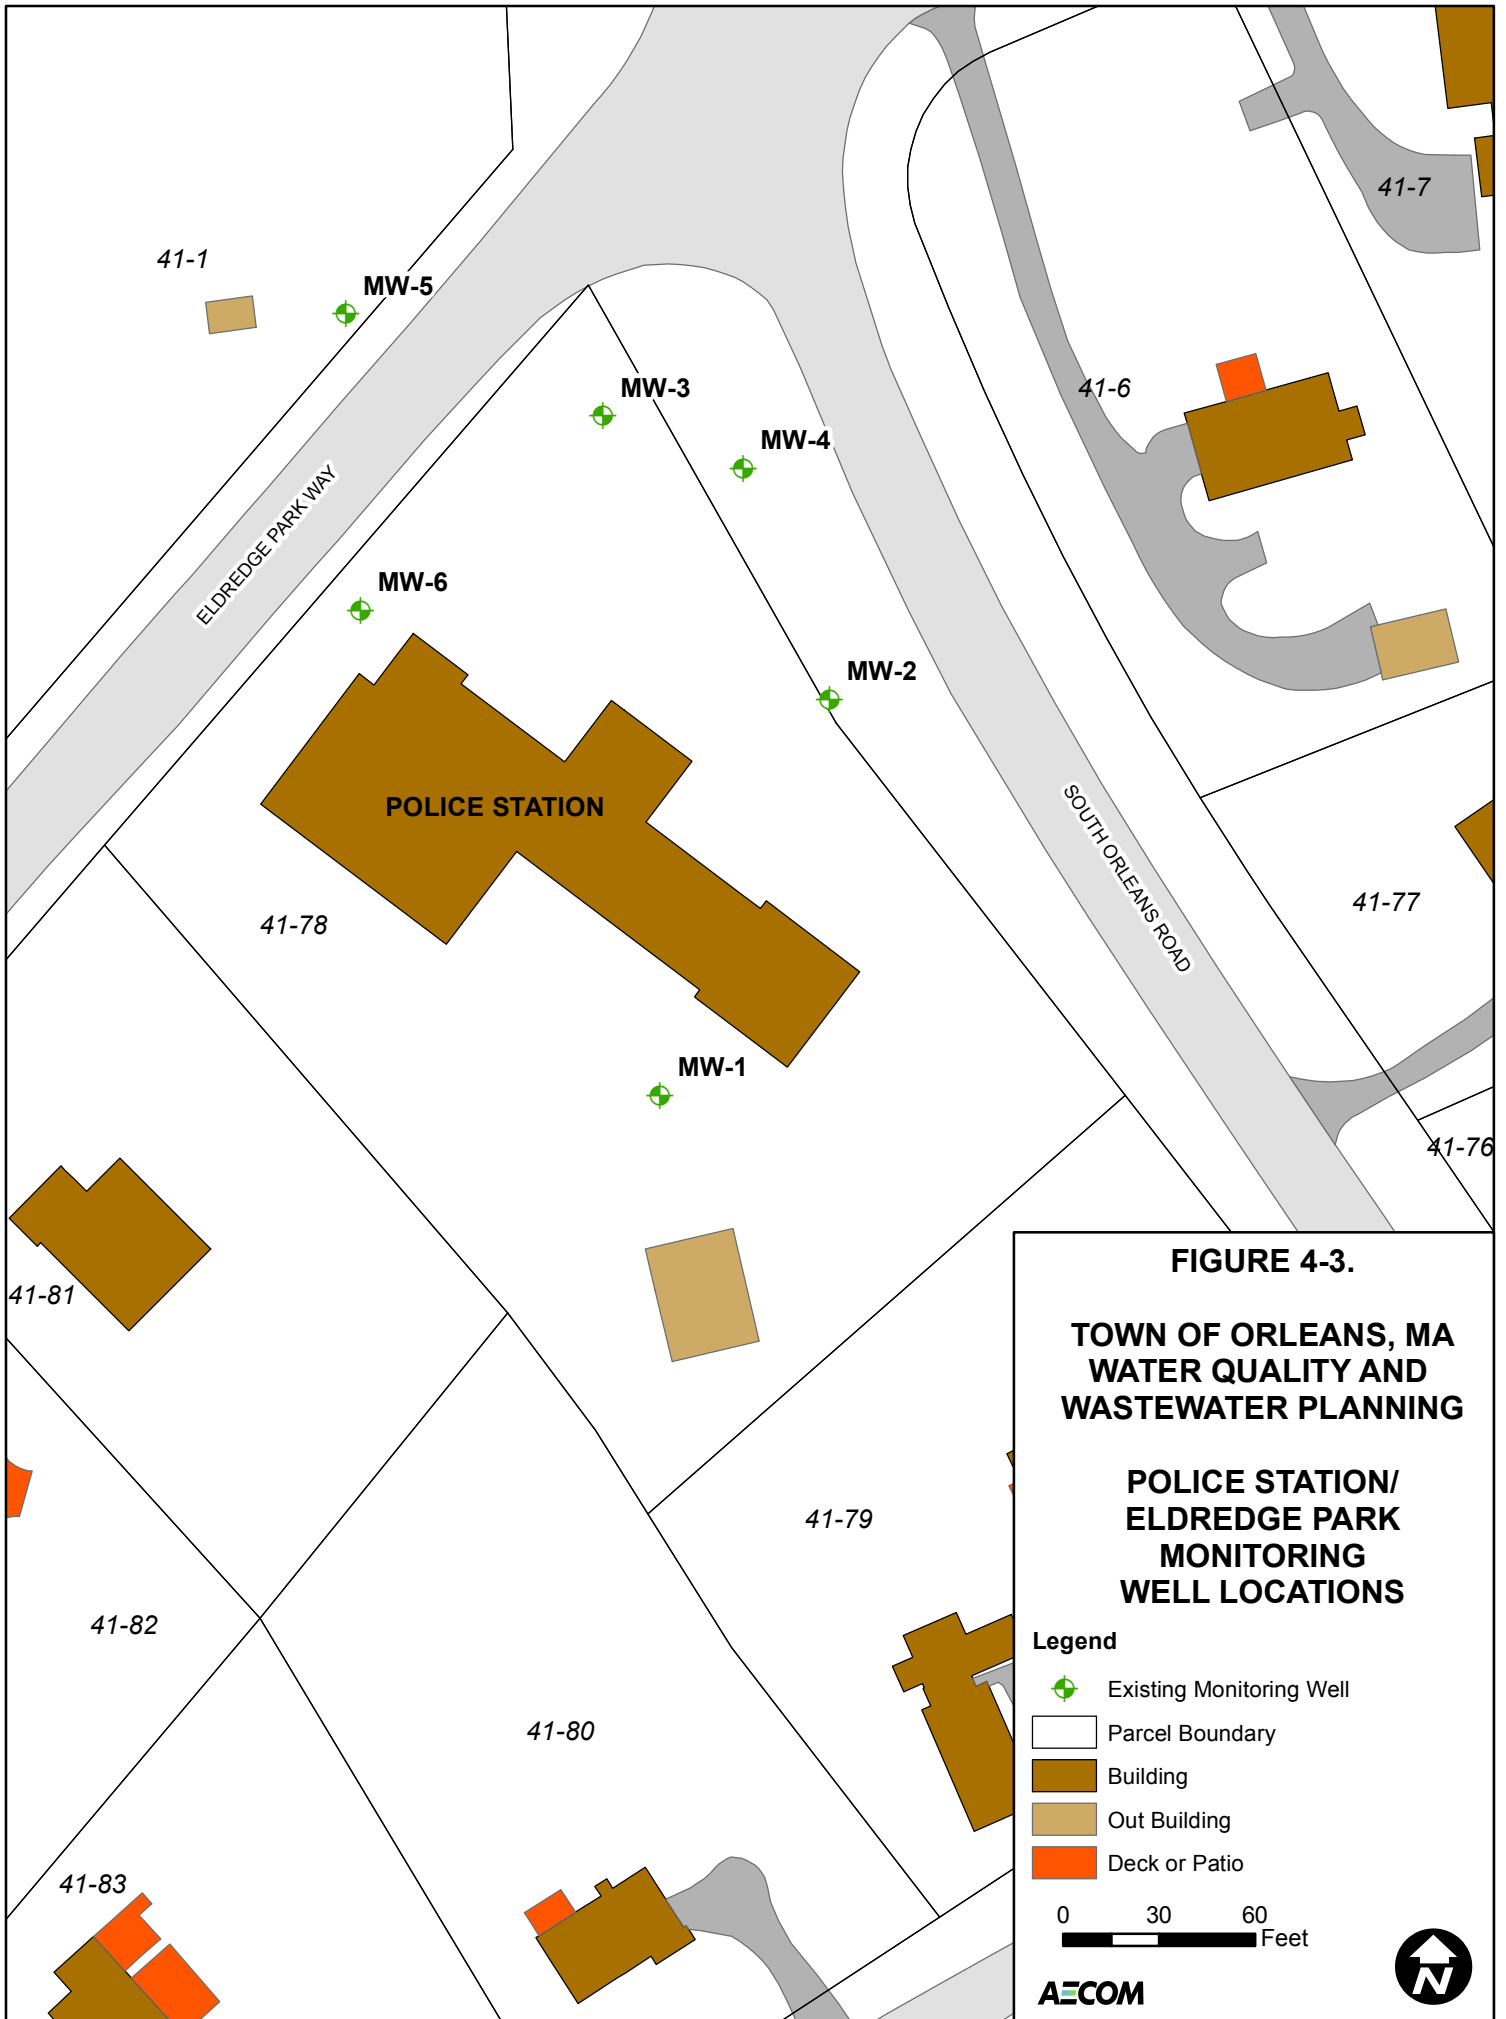 41-7
41-1
MW-5
MW-3
41-6
MW-4
ELDREDGE PARK WAY
MW-6
MW-2
POLICE STATION
SOUTH ORLEANS ROAD
41-77
41-78
MW-1
41-76
41-81
FIGURE 4-3.
TOWN OF ORLEANS, MA
WATER QUALITY AND
WASTEWATER PLANNING
POLICE STATION/
ELDREDGE PARK
MONITORING
WELL LOCATIONS
41-79
41-82
Legend
Existing Monitoring Well
41-80
Parcel Boundary
Building
Out Building
Deck or Patio
41-83
0 30 60
Feet
AECOM
N